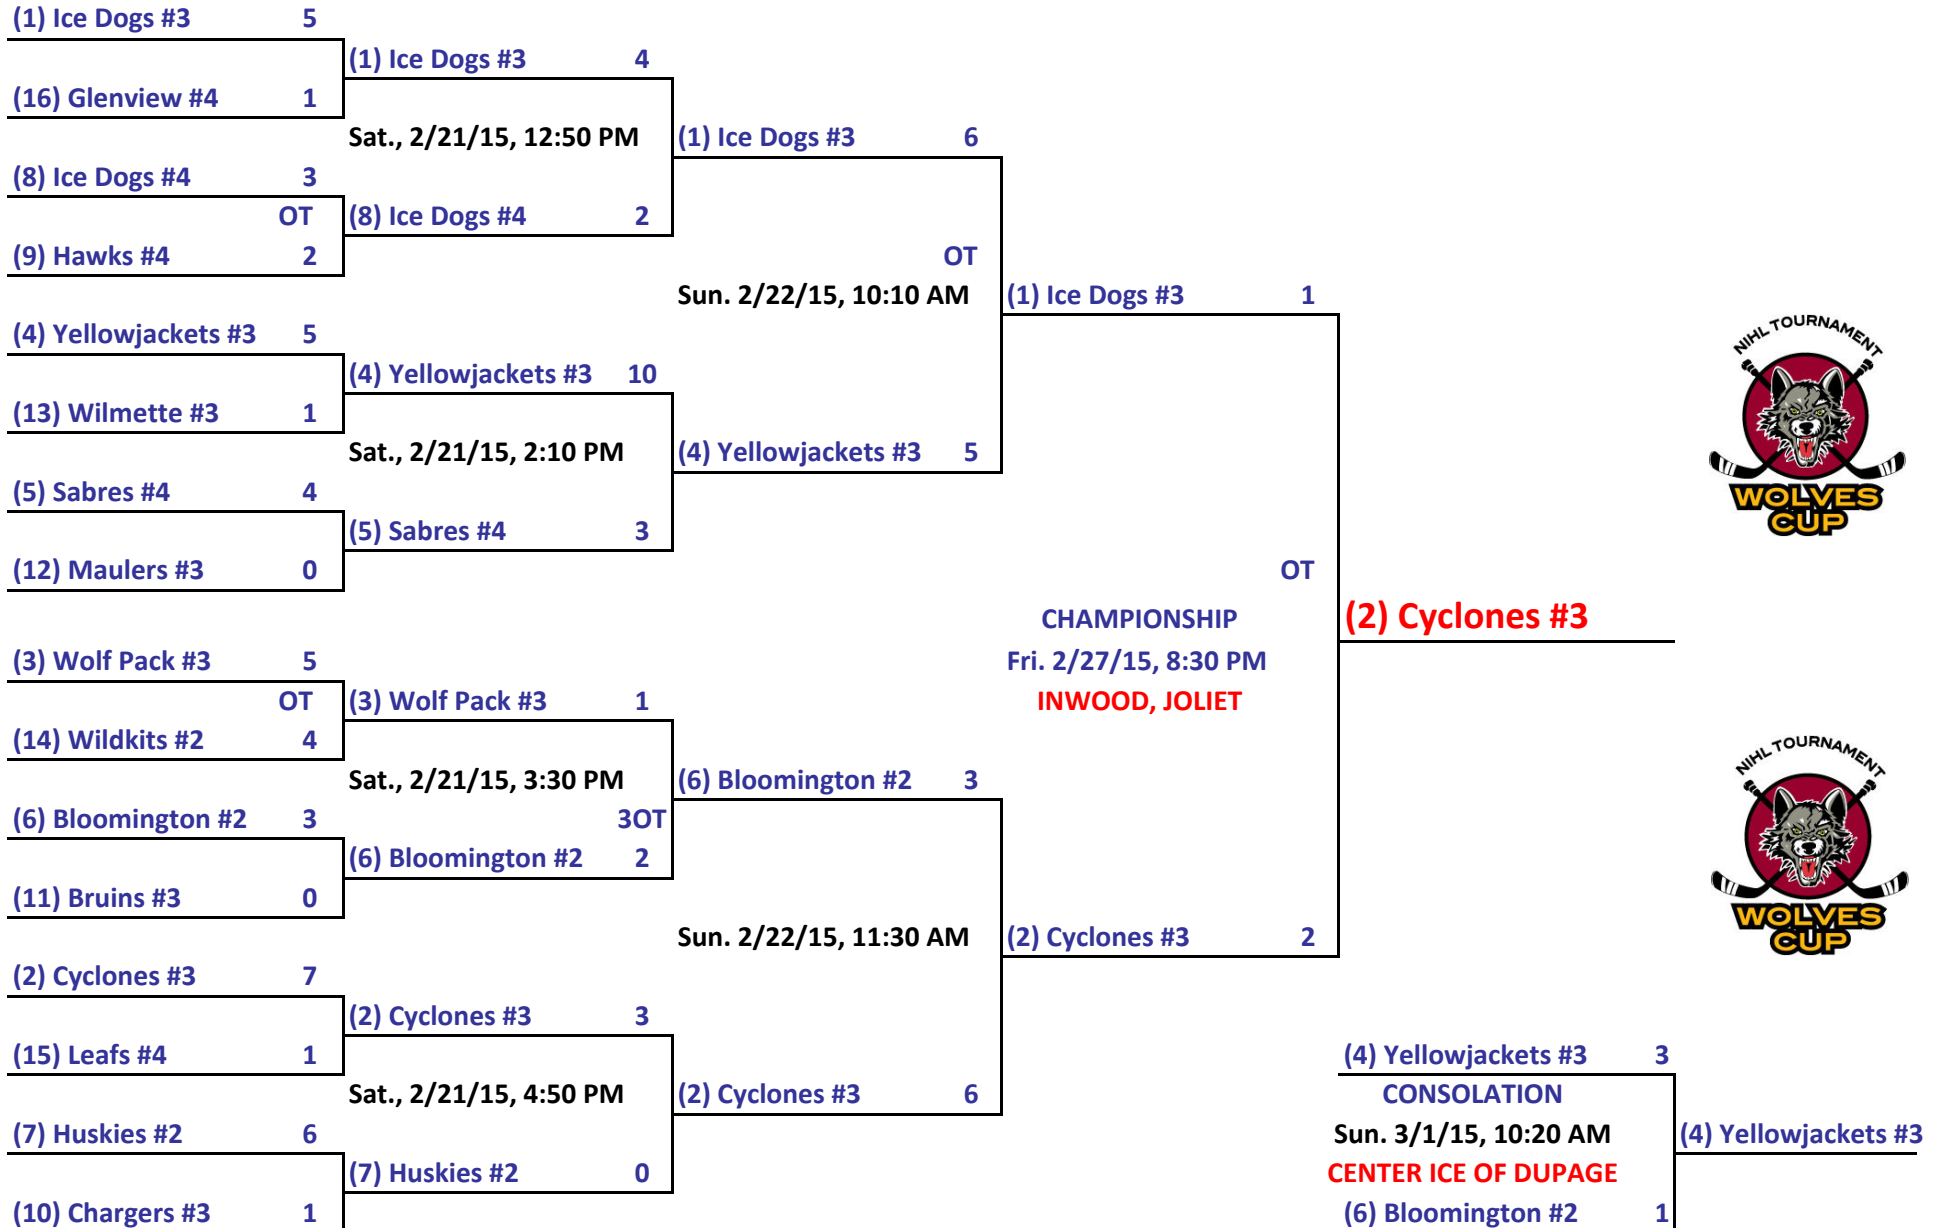 (1) Ice Dogs #3 5
(1) Ice Dogs #3 4
(16) Glenview #4 1
Sat., 2/21/15, 12:50 PM
(1) Ice Dogs #3 6
(8) Ice Dogs #4 3
OT
(8) Ice Dogs #4 2
(9) Hawks #4 2
OT
Sun. 2/22/15, 10:10 AM
(1) Ice Dogs #3 1
(4) Yellowjackets #3 5
(4) Yellowjackets #3 10
(13) Wilmette #3 1
Sat., 2/21/15, 2:10 PM
(4) Yellowjackets #3 5
(5) Sabres #4 4
(5) Sabres #4 3
(12) Maulers #3 0
OT
NIHL TOURNAMENT
WOLVES
CUP
CHAMPIONSHIP
(2) Cyclones #3
Fri. 2/27/15, 8:30 PM
INWOOD, JOLIET
(3) Wolf Pack #3 5
OT
(3) Wolf Pack #3 1
(14) Wildkits #2 4
Sat., 2/21/15, 3:30 PM
(6) Bloomington #2 3
(6) Bloomington #2 3
3OT
(6) Bloomington #2 2
(11) Bruins #3 0
Sun. 2/22/15, 11:30 AM
(2) Cyclones #3 2
NIHL TOURNAMENT
WOLVES
CUP
(2) Cyclones #3 7
(2) Cyclones #3 3
(15) Leafs #4 1
Sat., 2/21/15, 4:50 PM
(2) Cyclones #3 6
(7) Huskies #2 6
(7) Huskies #2 0
(10) Chargers #3 1
(4) Yellowjackets #3 3
CONSOLATION
Sun. 3/1/15, 10:20 AM
(4) Yellowjackets #3
CENTER ICE OF DUPAGE
(6) Bloomington #2 1